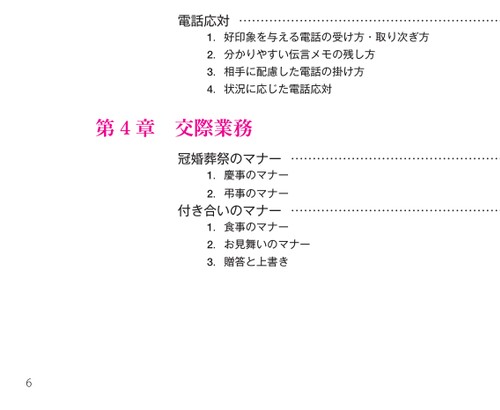 電話応対 ……………………………………………
1. 好印象を与える電話の受け方・取り次ぎ方
2. 分かりやすい伝言メモの残し方
3. 相手に配慮した電話の掛け方
4. 状況に応じた電話応対
第4章 交際業務
冠婚葬祭のマナー ……………………………………
1. 慶事のマナー
2. 弔事のマナー
付き合いのマナー ……………………………………
1. 食事のマナー
2. お見舞いのマナー
3. 贈答と上書き
6